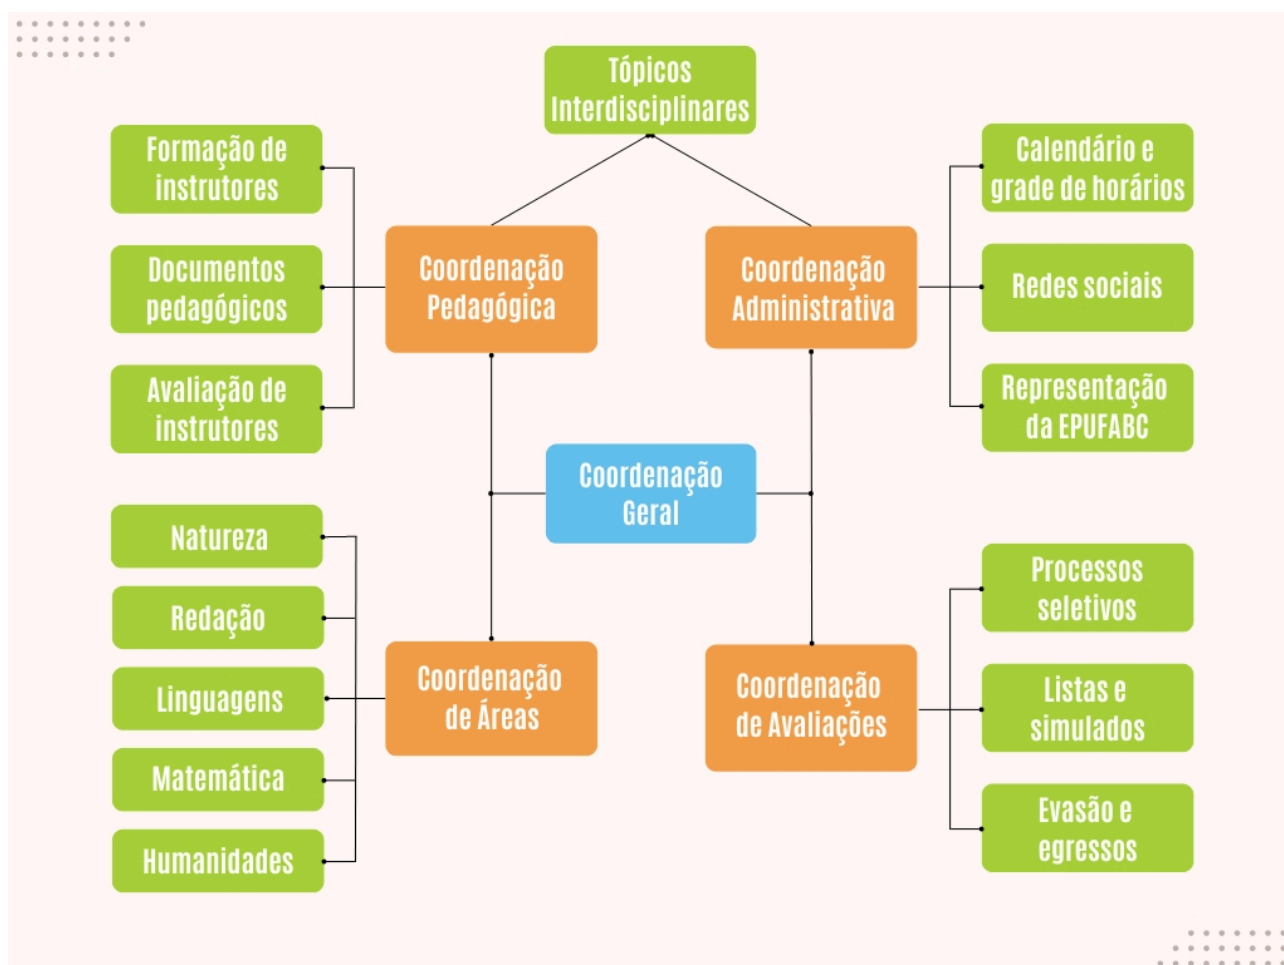 Tópicos
Interdisciplinares
Formação de
instrutores
Documentos
pedagógicos
Avaliação de
instrutores
Coordenação
Pedagógica
Coordenação
Administrativa
Calendário e
grade de horários
Redes sociais
Representação
da EPUFABC
Coordenação
Geral
Natureza
Redação
Linguagens
Matemática
Humanidades
Coordenação
de Áreas
Coordenação
de Avaliações
Processos
seletivos
Listas e
simulados
Evasão e
egressos